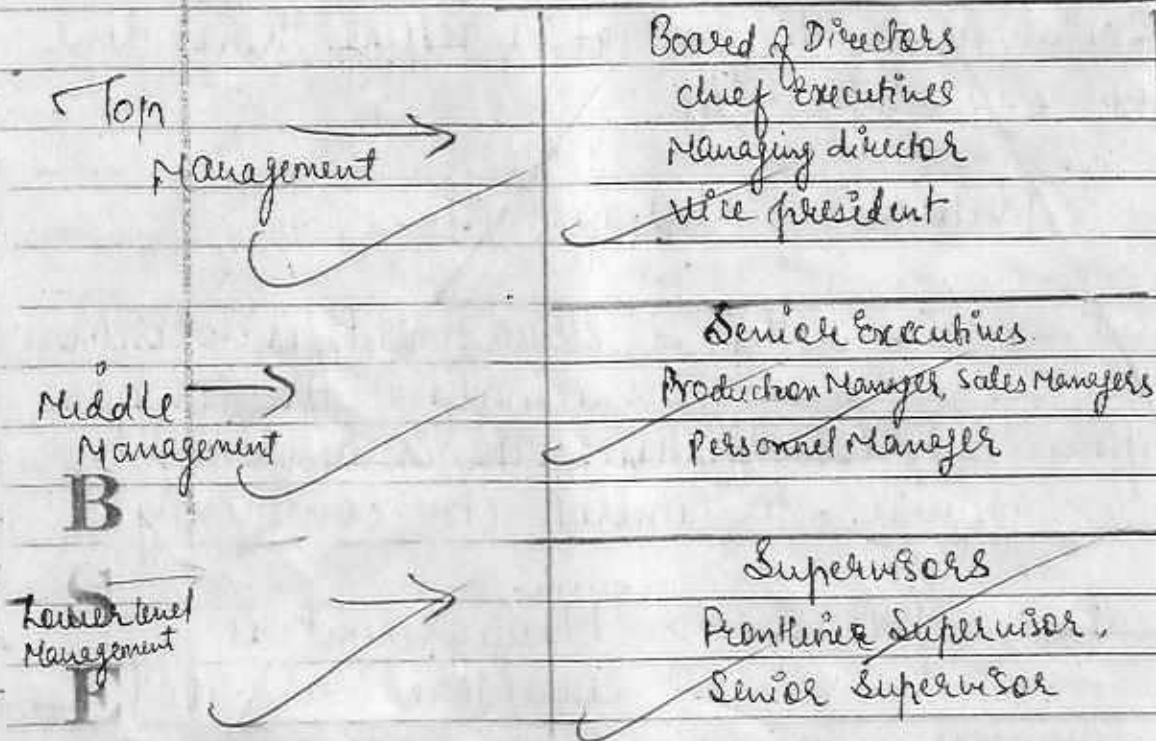 Board of Directors
Top
chief Executives
Management
Managing director
Vice president
Senior Executives
Middle
Production Manager, Sales Managers
Management
Personnel Manager
B
Supervisors
S
Lower level
Management
Frontline Supervisor.
E
Senior Supervisor